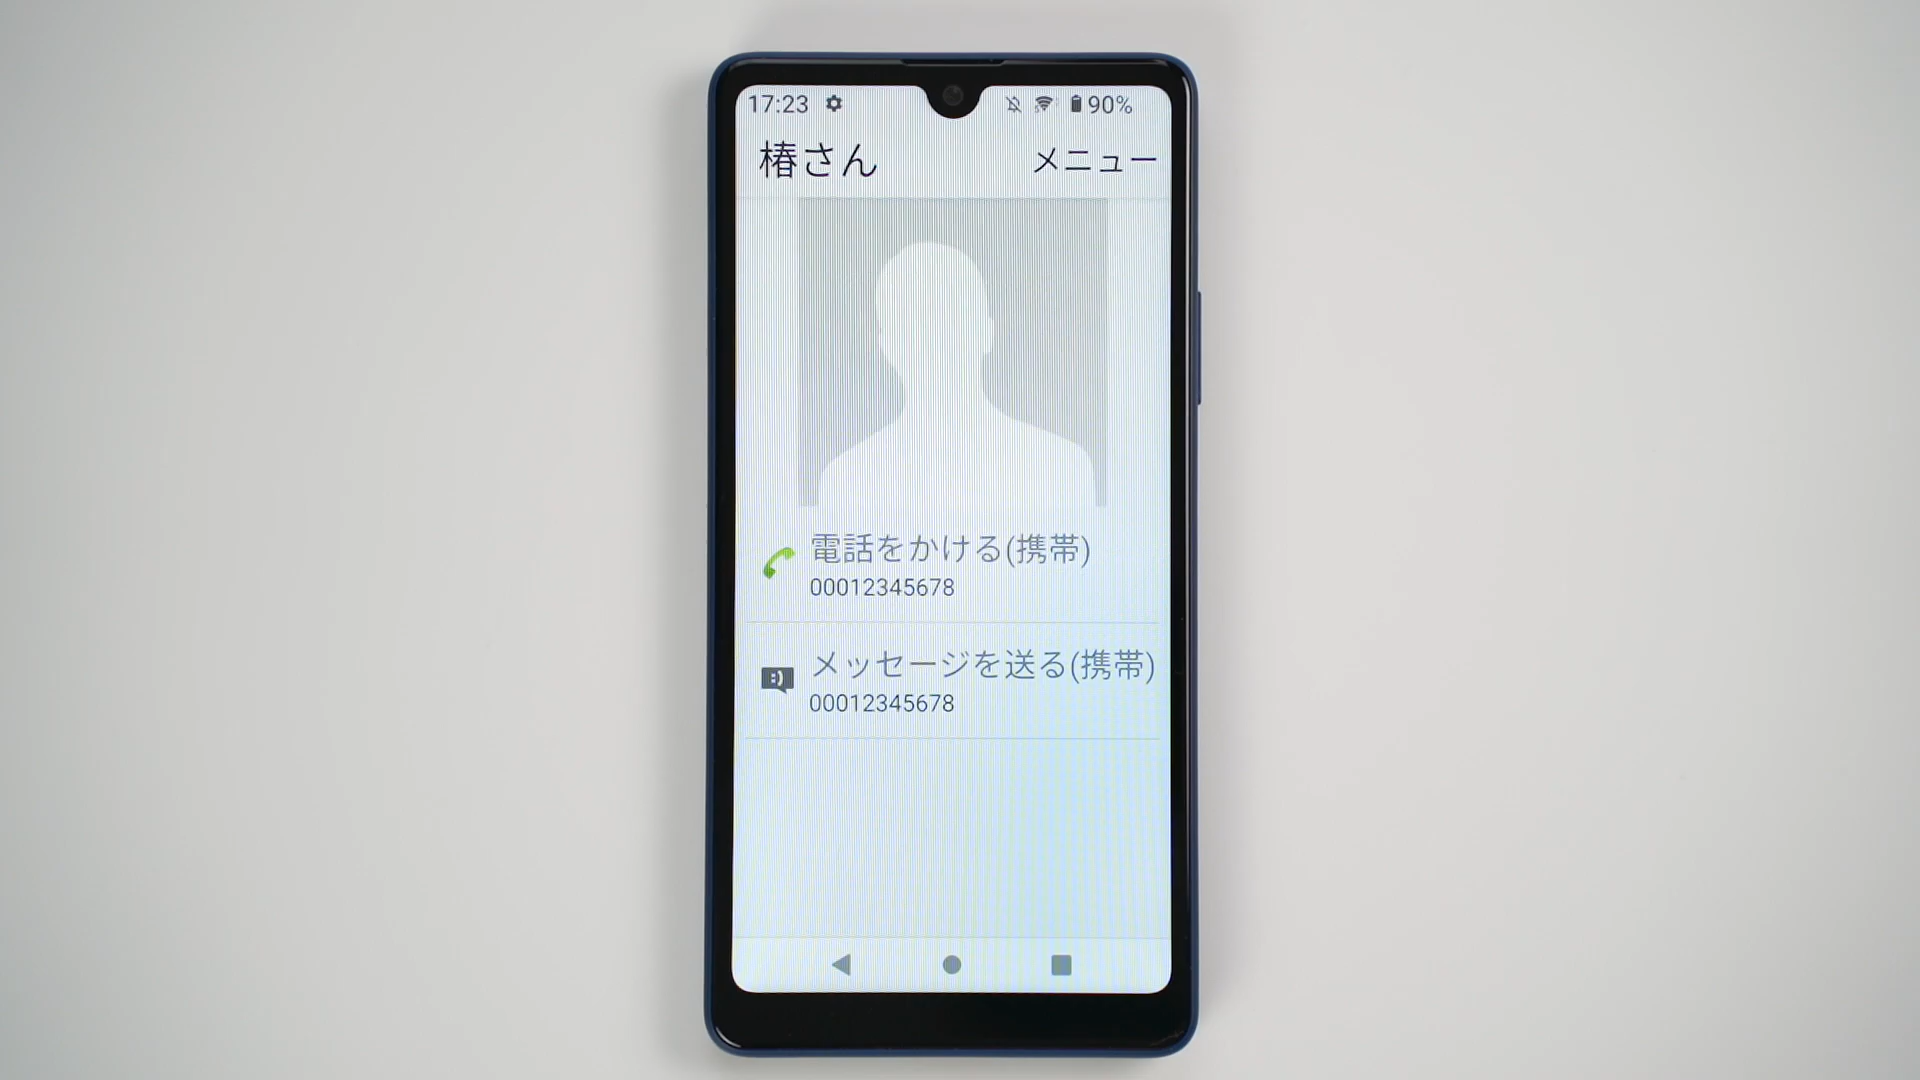 17:23 90%
椿さん メニュー
電話をかける(携帯)
00012345678
メッセージを送る(携帯)
00012345678